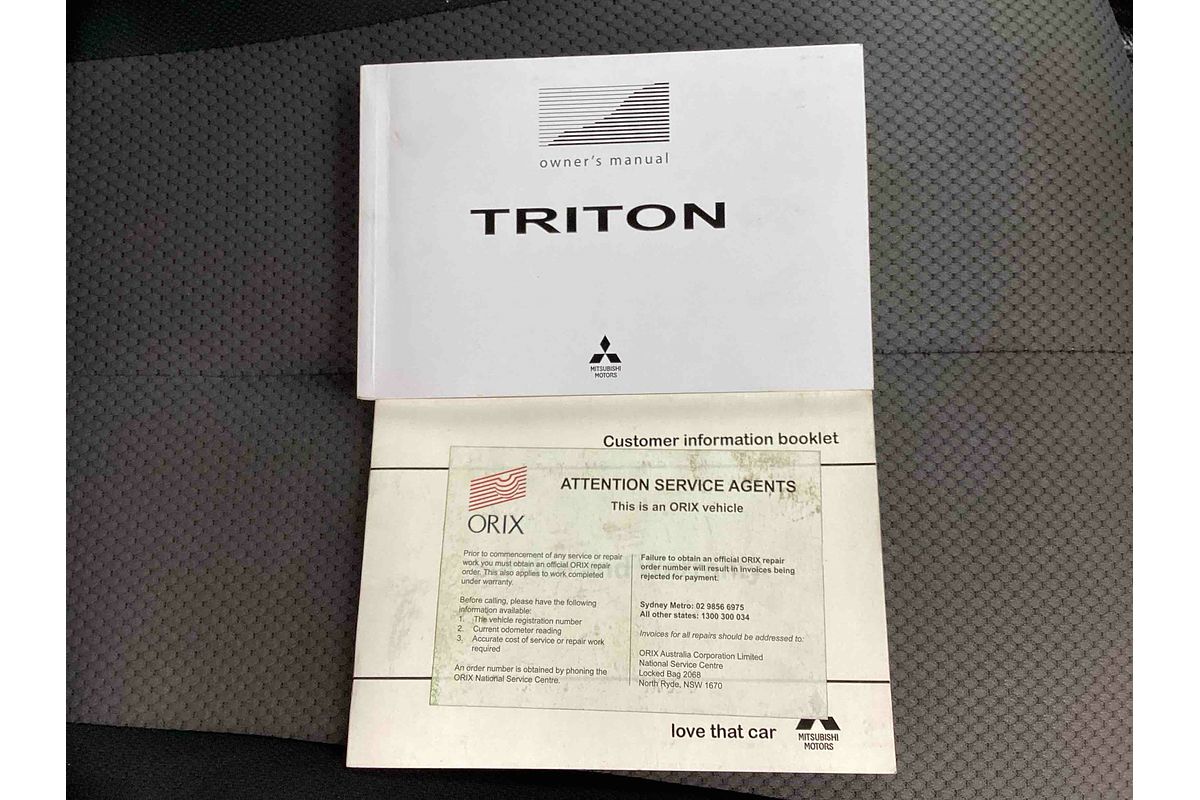 owner's manual
TRITON
MITSUBISHI
MOTORS
Customer information booklet
ORIX
ATTENTION SERVICE AGENTS
This is an ORIX vehicle
Prior to commencement of any service or repair
work you must obtain an official ORIX repair
order. This also applies to work completed
under warranty.
Before calling, please have the following
information available:
1. The vehicle registration number
2. Current odometer reading
3. Accurate cost of service or repair work
required
An order number is obtained by phoning the
ORIX National Service Centre.
Failure to obtain an official ORIX repair
order number will result in invoices being
rejected for payment.
Sydney Metro: 02 9856 6975
All other states: 1300 300 034
Invoices for all repairs should be addressed to:
ORIX Australia Corporation Limited
National Service Centre
Locked Bag 2068
North Ryde, NSW 1670
love that car
MITSUBISHI
MOTORS